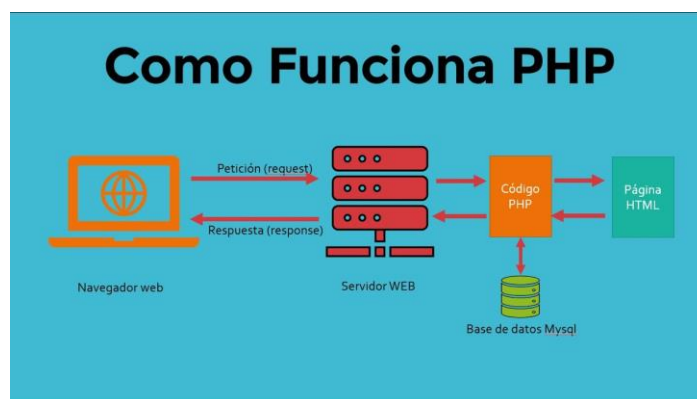 Como Funciona PHP
Petición (request)
Respuesta (response)
Navegador web
Servidor WEB
Código
PHP
Página
HTML
Base de datos Mysql